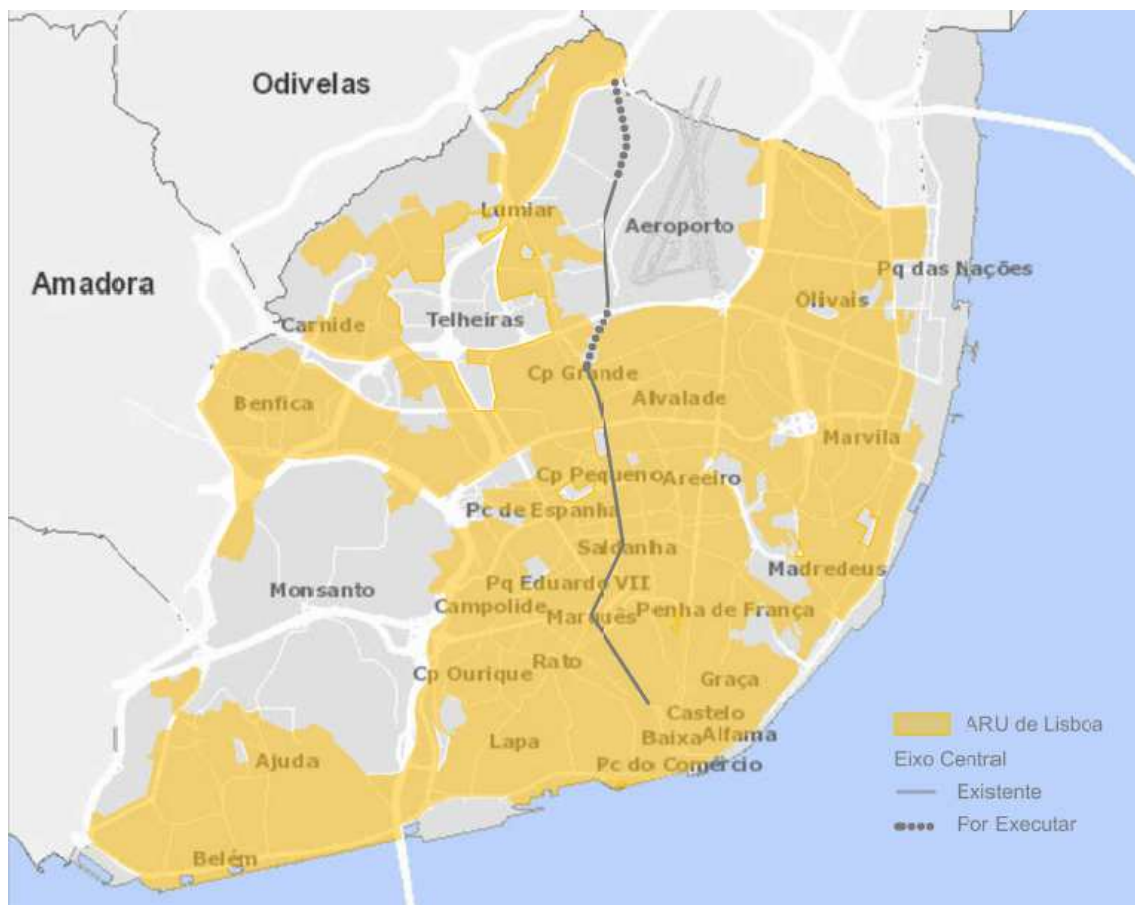 Odivelas
Lumiar
Aeroporto
Amadora
Pq das Nações
Olivais
Carnide
Telheiras
Cp Grande
Benfica
Alvalade
Marvila
Cp Pequeno
Areeiro
Pc de Espanha
Saldanha
Madredeus
Monsanto
Pq Eduardo VII
Campolide
Marquês
Penha de França
Cp Ourique
Rato
Graça
Castelo
Lapa
Baixa
Alfama
Ajuda
Pc do Comércio
Belém
ARU de Lisboa
Eixo Central
Existente
Por Executar